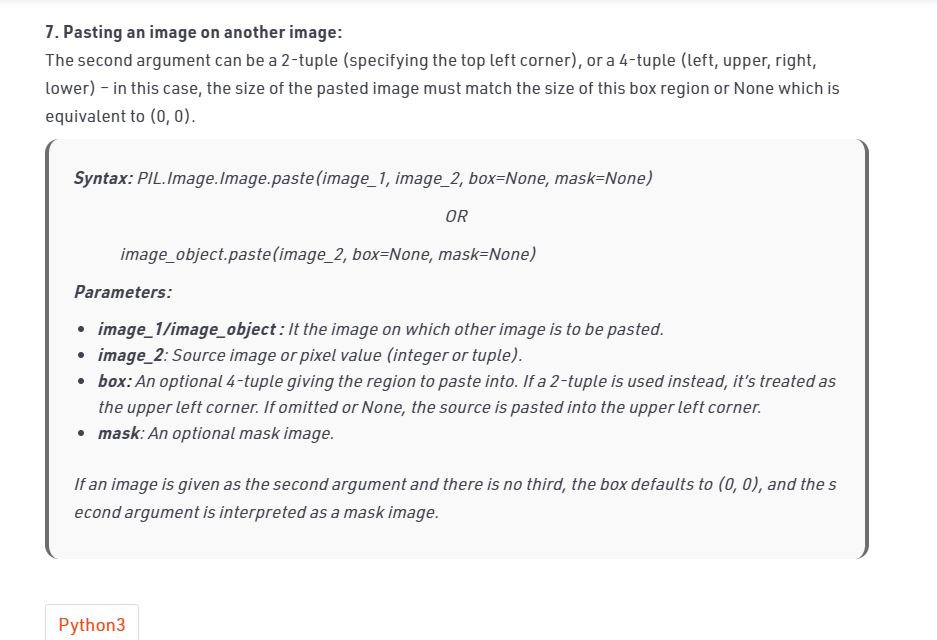 7. Pasting an image on another image:
The second argument can be a 2-tuple (specifying the top left corner), or a 4-tuple (left, upper, right,
lower) – in this case, the size of the pasted image must match the size of this box region or None which is
equivalent to (0, 0).
Syntax: PIL.Image.Image.paste(image_1, image_2, box=None, mask=None)
OR
image_object.paste(image_2, box=None, mask=None)
Parameters:
• image_1/image_object : It the image on which other image is to be pasted.
• image_2: Source image or pixel value (integer or tuple).
• box: An optional 4-tuple giving the region to paste into. If a 2-tuple is used instead, it's treated as
the upper left corner. If omitted or None, the source is pasted into the upper left corner.
• mask: An optional mask image.
If an image is given as the second argument and there is no third, the box defaults to (0, 0), and the s
econd argument is interpreted as a mask image.
Python3